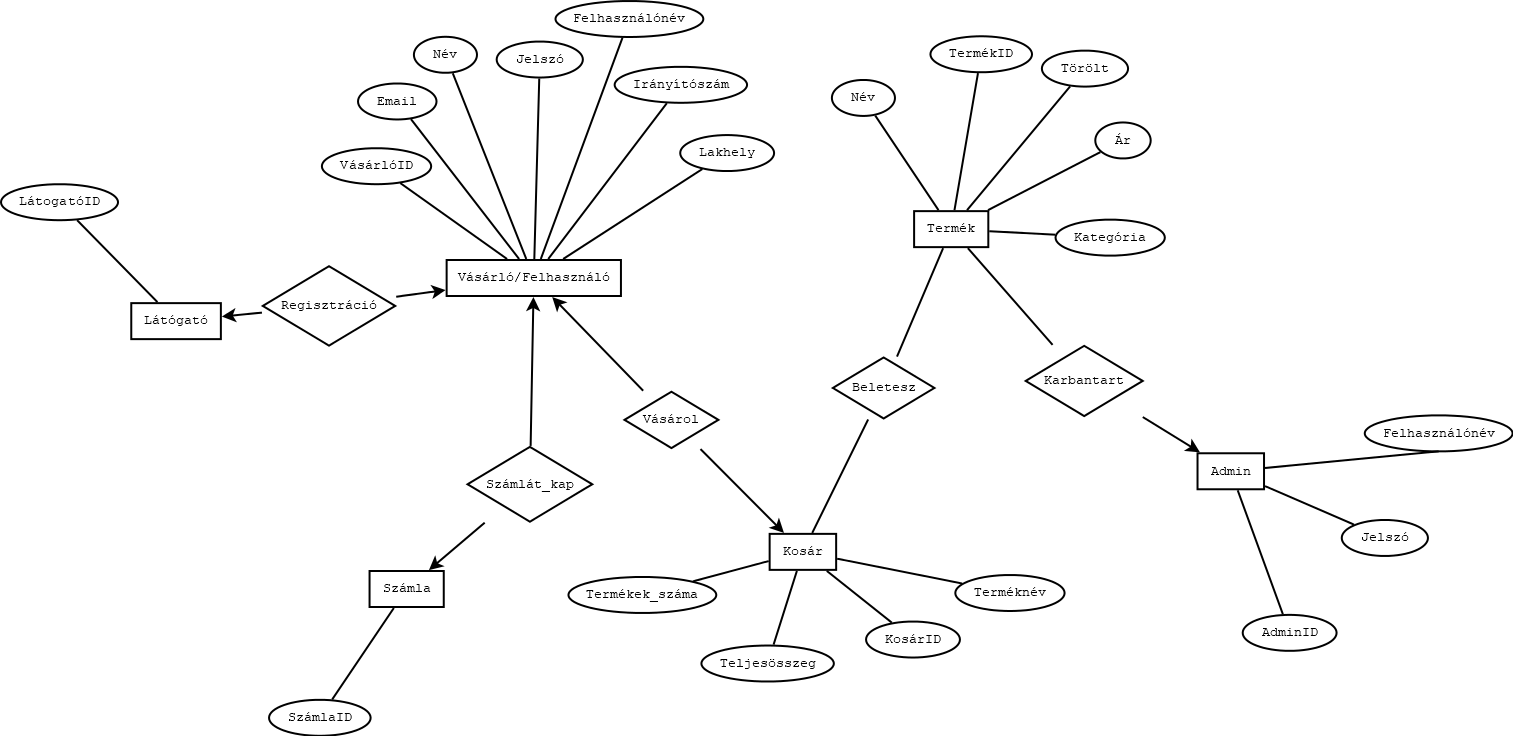 Felhasználónév
Név
Jelszó
TermékID
Törölt
Irányítószám
Email
Név
Ár
Lakhely
VásárlóID
LátogatóID
Termék
Kategória
Vásárló/Felhasználó
Regisztráció
Látógató
Karbantart
Beletesz
Vásárol
Felhasználónév
Admin
Számlát_kap
Jelszó
Kosár
Számla
Termékek_száma
Terméknév
AdminID
KosárID
Teljesösszeg
SzámlaID